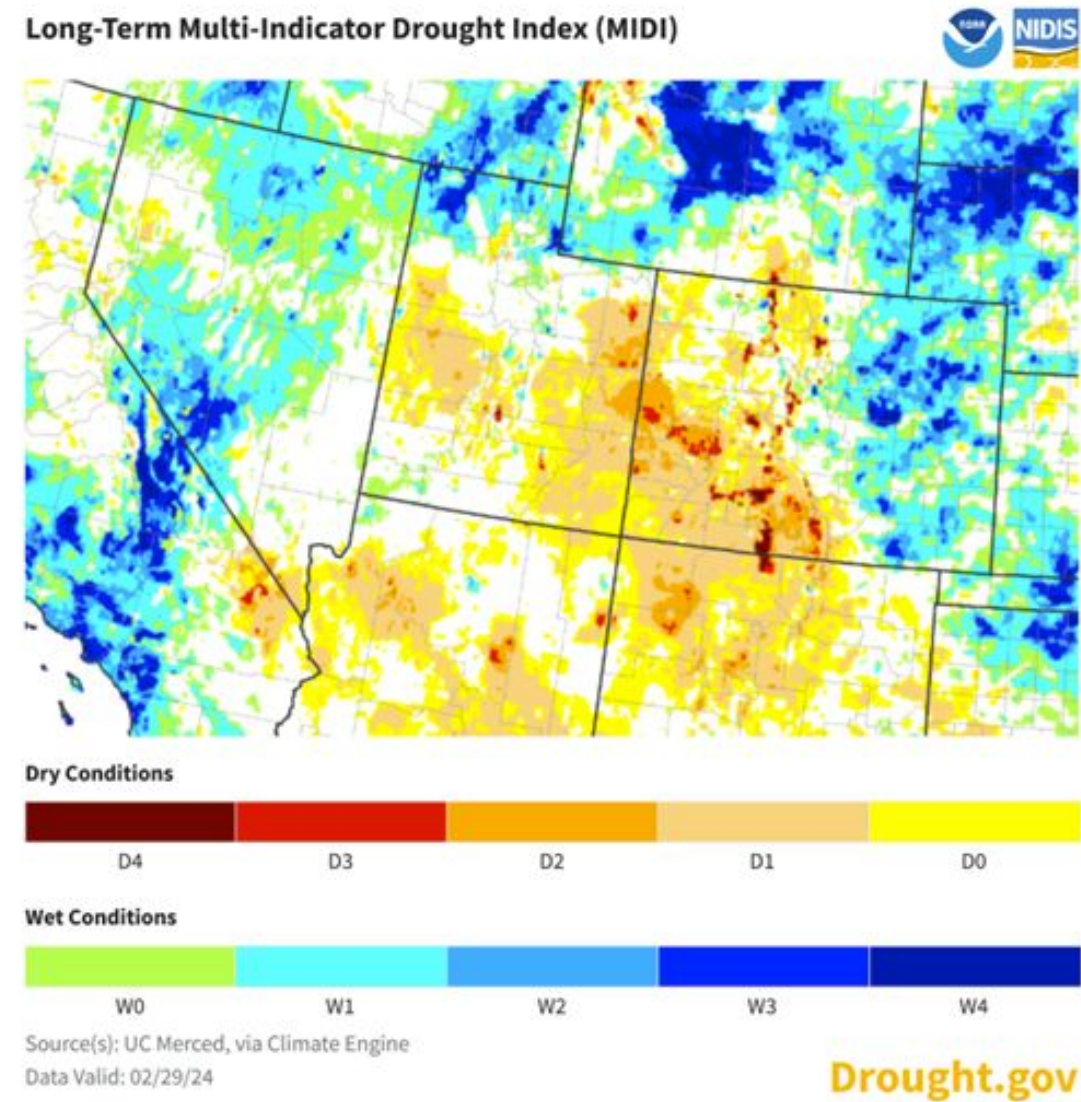 Long-Term Multi-Indicator Drought Index (MIDI)
NOAA
NIDIS
Dry Conditions
D4 D3 D2 D1 D0
Wet Conditions
W0 W1 W2 W3 W4
Source(s): UC Merced, via Climate Engine
Data Valid: 02/29/24
Drought.gov